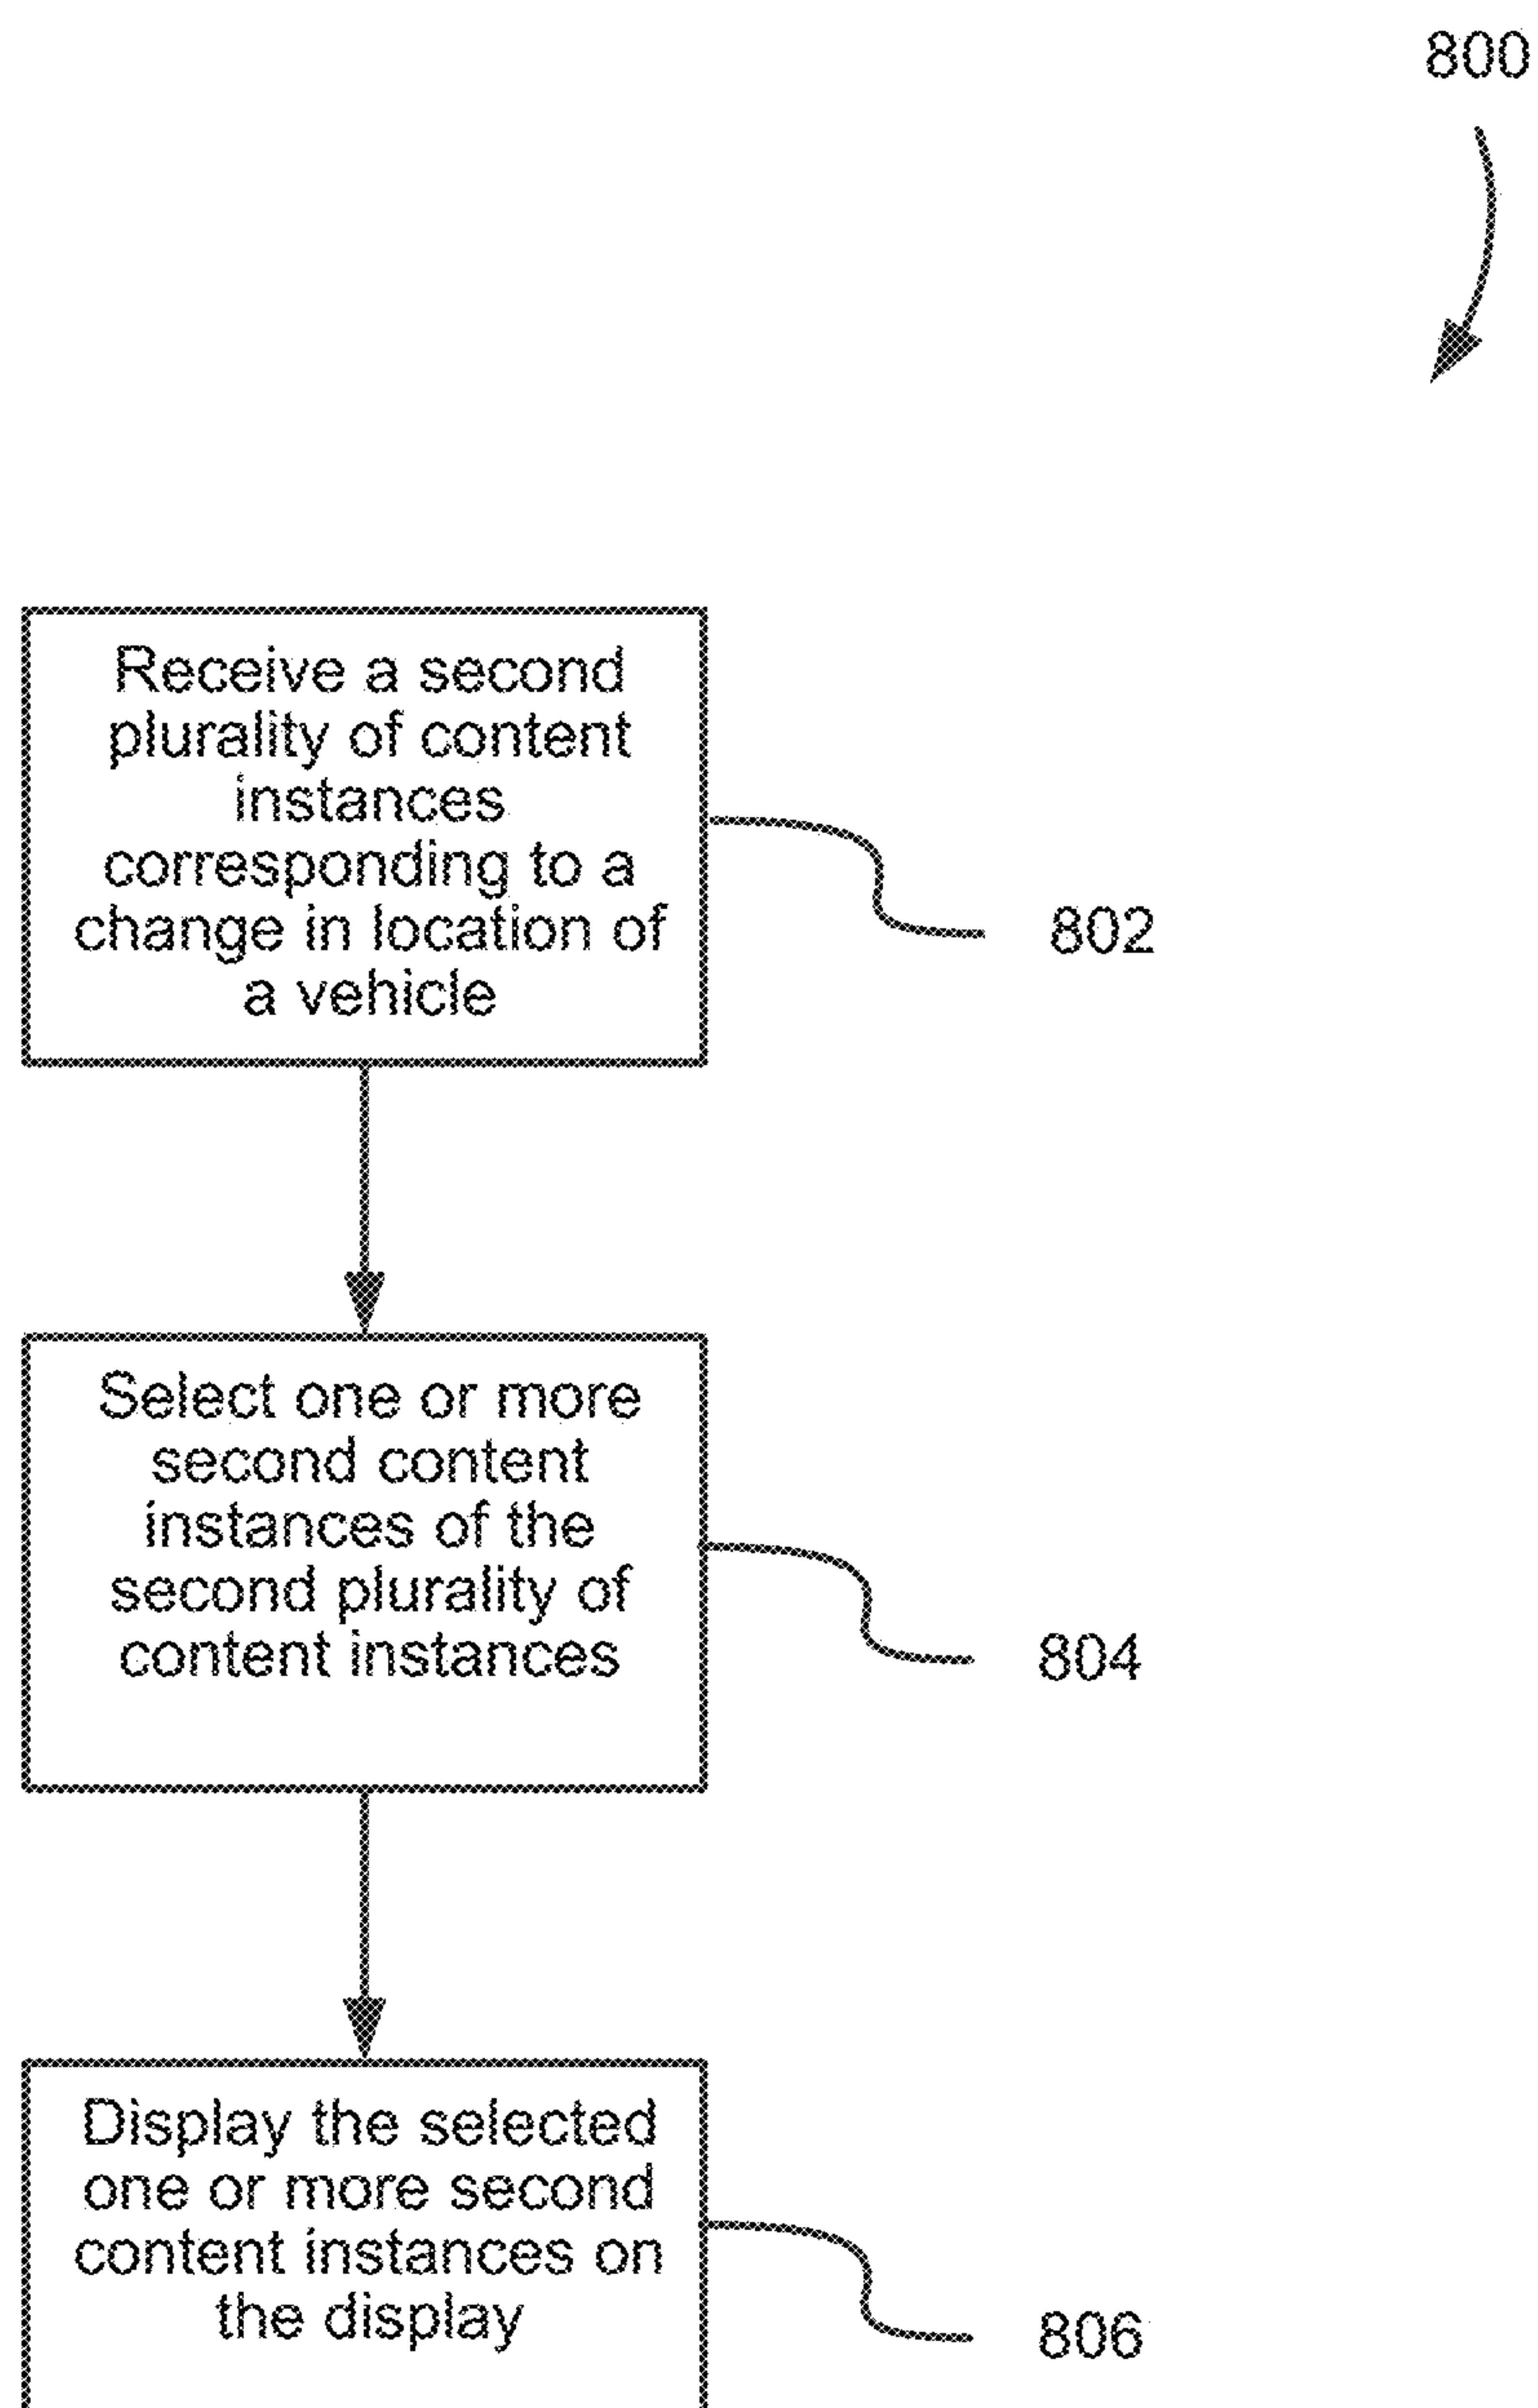 800
Receive a second
plurality of content
instances
corresponding to a
change in location of
a vehicle
802
Select one or more
second content
instances of the
second plurality of
content instances
804
Display the selected
one or more second
content instances on
the display
806